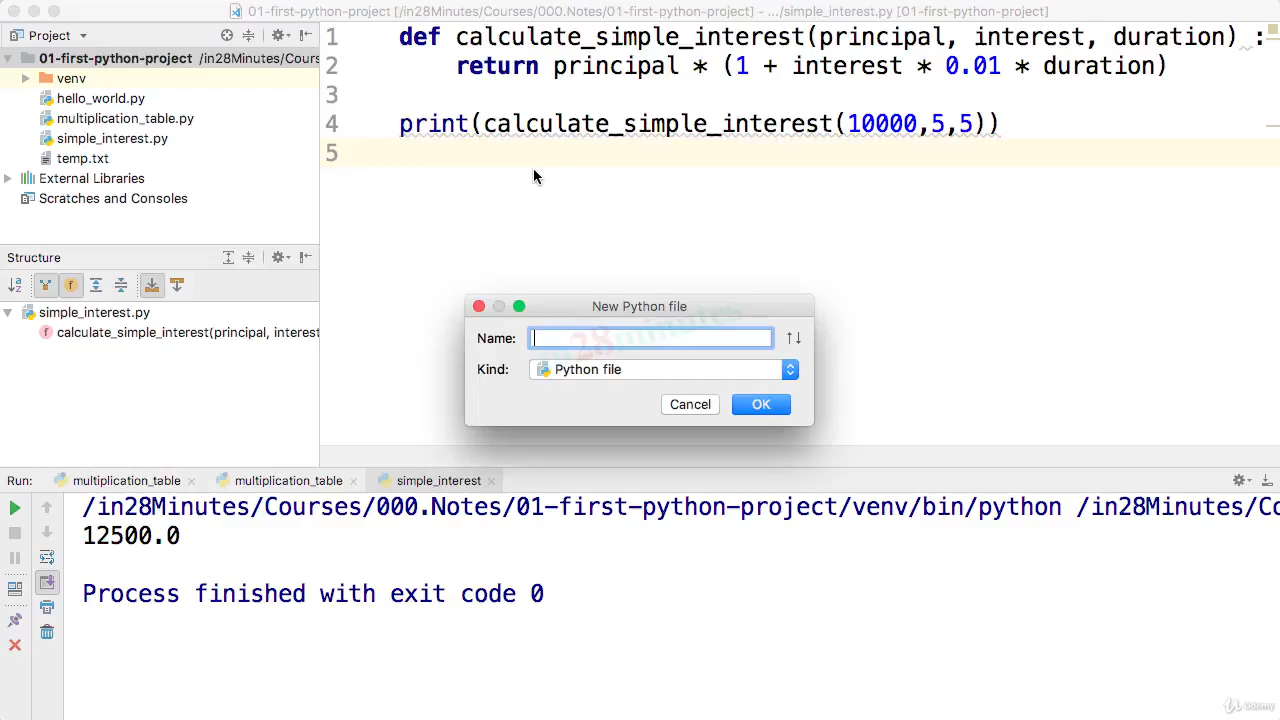 01-first-python-project [/in28Minutes/Courses/000.Notes/01-first-python-project] - .../simple_interest.py [01-first-python-project]
Project
01-first-python-project /in28Minutes/Cours
venv
hello_world.py
multiplication_table.py
simple_interest.py
temp.txt
External Libraries
Scratches and Consoles
Structure
simple_interest.py
calculate_simple_interest(principal, interest
1 def calculate_simple_interest(principal, interest, duration) :
2 return principal * (1 + interest * 0.01 * duration)
3
4 print(calculate_simple_interest(10000,5,5))
5
New Python file
Name:
28minutes
Kind: Python file
Cancel OK
Run: multiplication_table multiplication_table simple_interest
/in28Minutes/Courses/000.Notes/01-first-python-project/venv/bin/python /in28Minutes/Co
12500.0
Process finished with exit code 0
Udemy